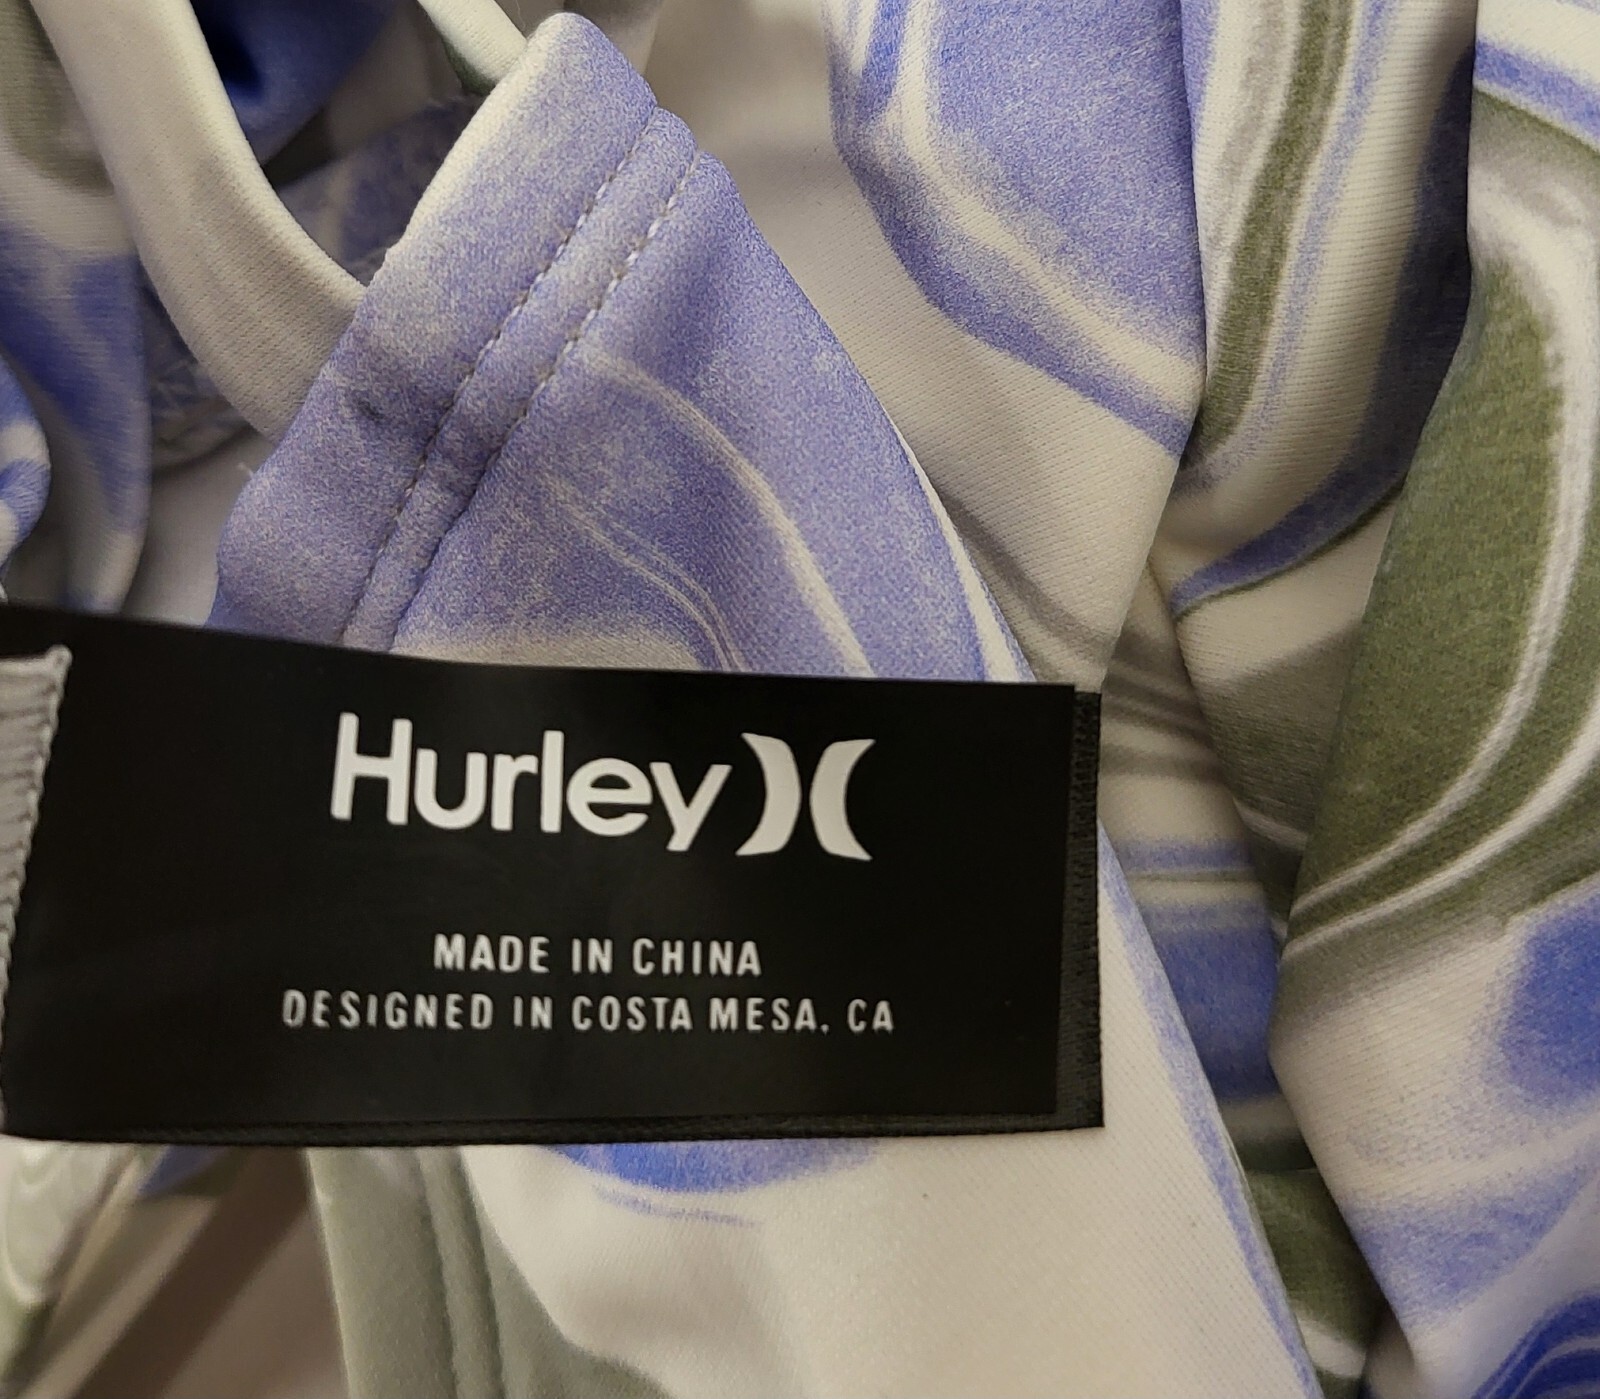 Hurley
MADE IN CHINA
DESIGNED IN COSTA MESA, CA